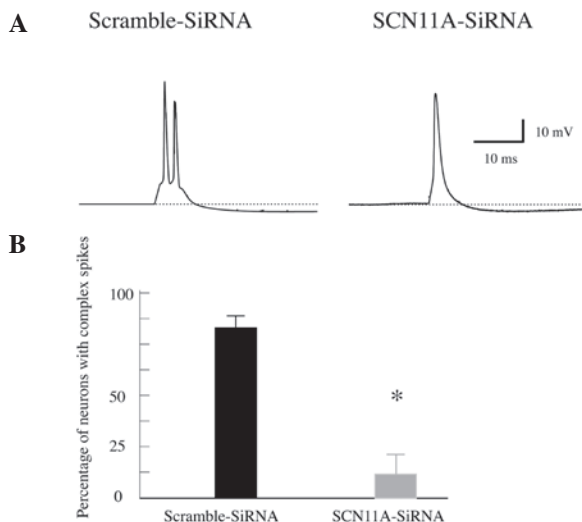 A
Scramble-SiRNA
SCN11A-SiRNA
10 mV
10 ms
B
Percentage of neurons with complex spikes
100
50
25
0
*
Scramble-SiRNA
SCN11A-SiRNA